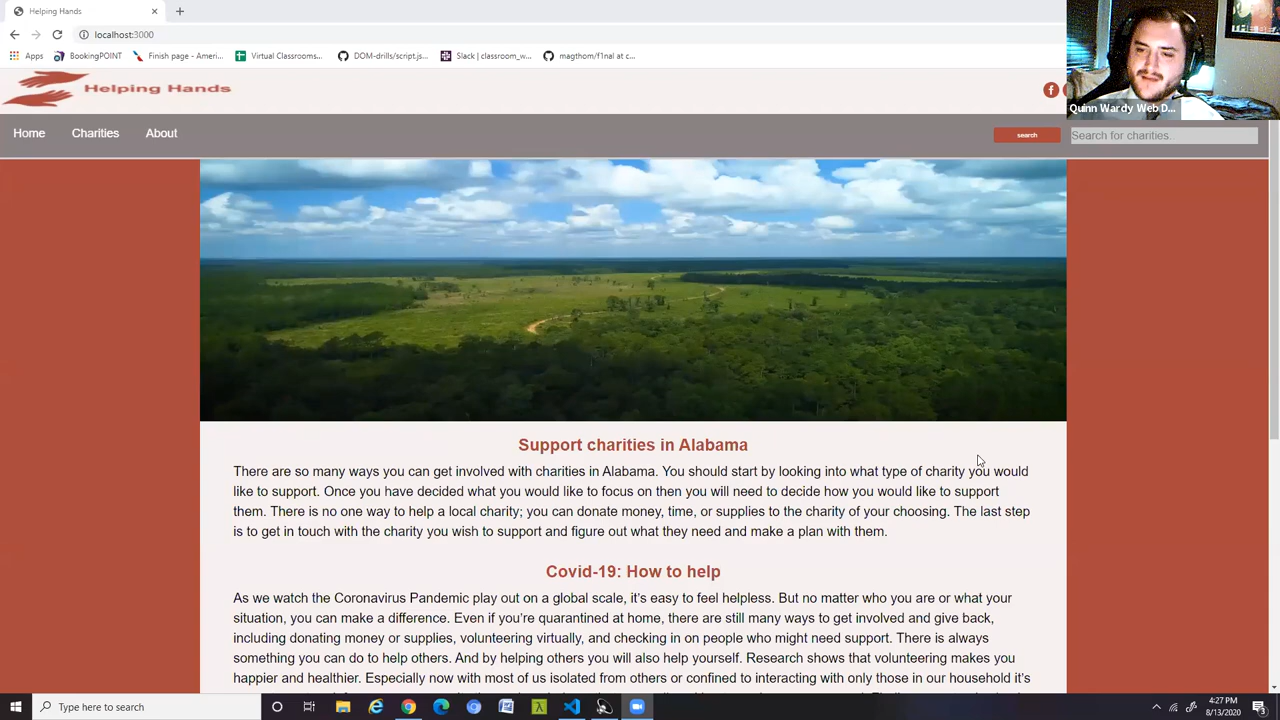 Helping Hands
localhost:3000
Apps BookingPOINT Finish page - Ameri... Virtual Classrooms... DOM-drills/script.js... Slack | classroom_w... magthom/f1nal at c...
Helping Hands
Quinn Wardy Web D...
Home Charities About search Search for charities..
Support charities in Alabama
There are so many ways you can get involved with charities in Alabama. You should start by looking into what type of charity you would
like to support. Once you have decided what you would like to focus on then you will need to decide how you would like to support
them. There is no one way to help a local charity; you can donate money, time, or supplies to the charity of your choosing. The last step
is to get in touch with the charity you wish to support and figure out what they need and make a plan with them.
Covid-19: How to help
As we watch the Coronavirus Pandemic play out on a global scale, it's easy to feel helpless. But no matter who you are or what your
situation, you can make a difference. Even if you're quarantined at home, there are still many ways to get involved and give back,
including donating money or supplies, volunteering virtually, and checking in on people who might need support. There is always
something you can do to help others. And by helping others you will also help yourself. Research shows that volunteering makes you
happier and healthier. Especially now with most of us isolated from others or confined to interacting with only those in our household it's
Type here to search
4:27 PM
8/13/2020